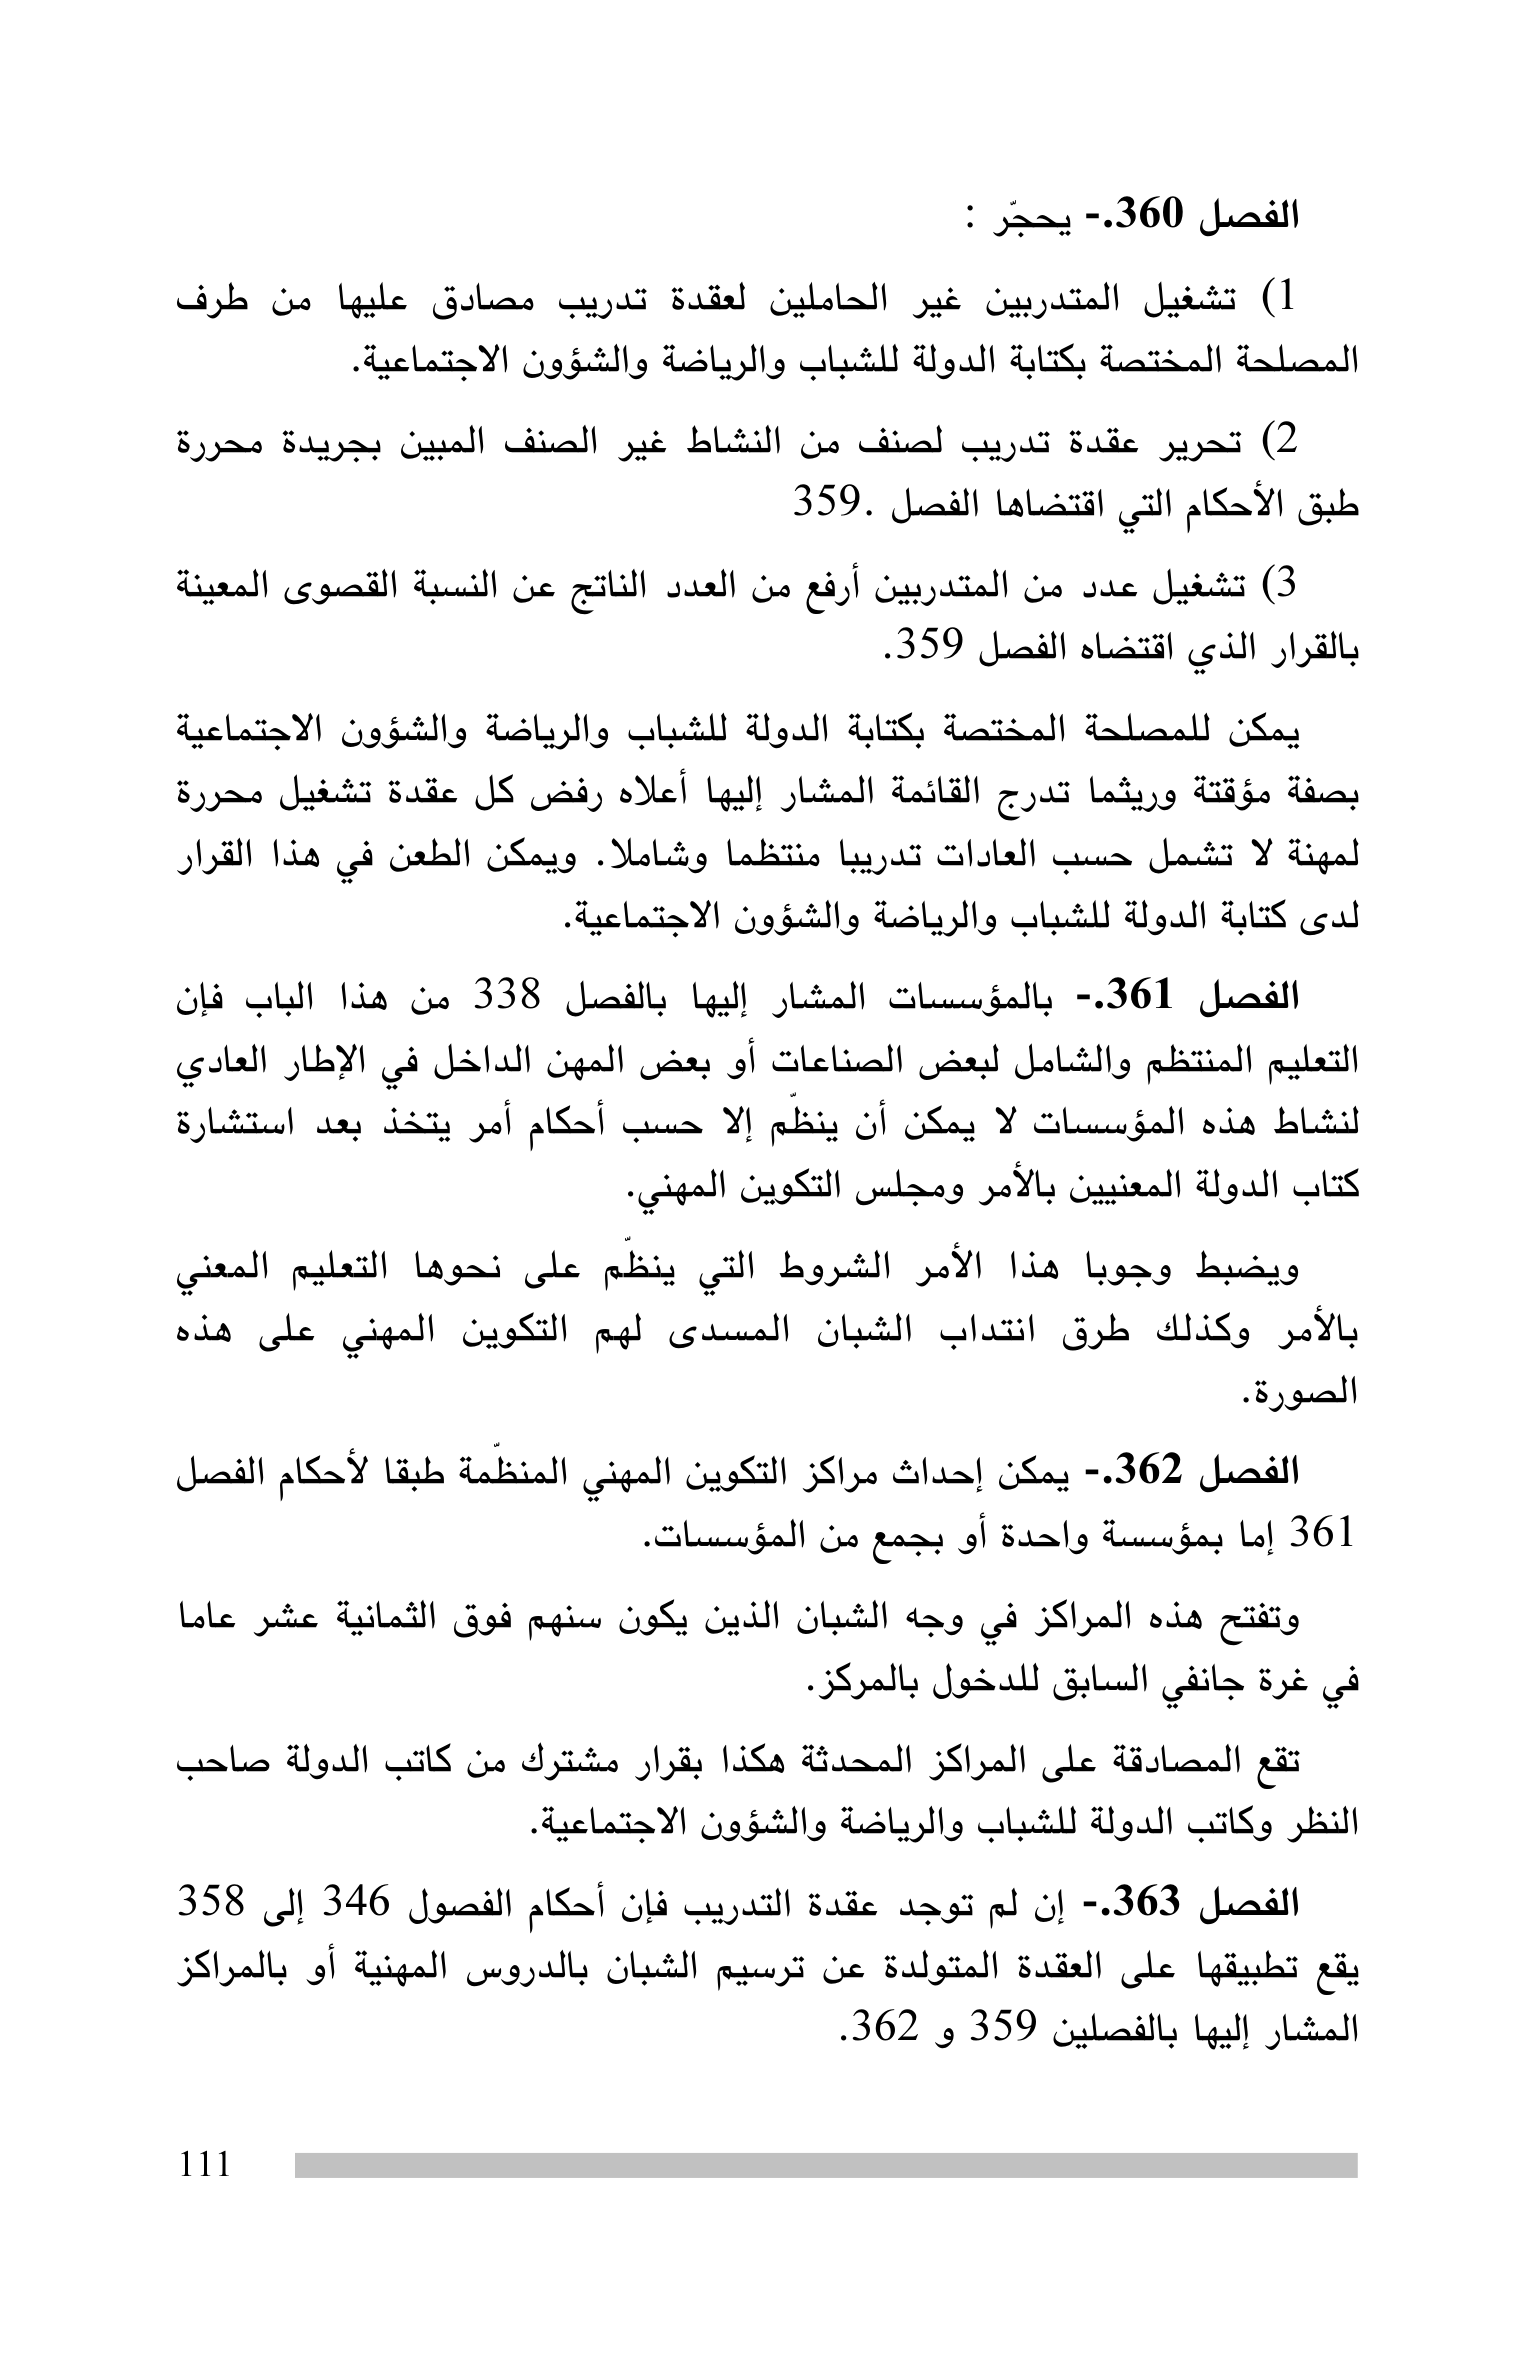 الفصل 360.- يحجّر :
1) تشغيل المتدربين غير الحاملين لعقدة تدريب مصادق عليها من طرف
المصلحة المختصة بكتابة الدولة للشباب والرياضة والشؤون الاجتماعية.
2) تحرير عقدة تدريب لصنف من النشاط غير الصنف المبين بجريدة محررة
طبق الأحكام التي اقتضاها الفصل .359
3) تشغيل عدد من المتدربين أرفع من العدد الناتج عن النسبة القصوى المعينة
بالقرار الذي اقتضاه الفصل 359.
يمكن للمصلحة المختصة بكتابة الدولة للشباب والرياضة والشؤون الاجتماعية
بصفة مؤقتة وريثما تدرج القائمة المشار إليها أعلاه رفض كل عقدة تشغيل محررة
لمهنة لا تشمل حسب العادات تدريبا منتظما وشاملا. ويمكن الطعن في هذا القرار
لدى كتابة الدولة للشباب والرياضة والشؤون الاجتماعية.
الفصل 361.- بالمؤسسات المشار إليها بالفصل 338 من هذا الباب فإن
التعليم المنتظم والشامل لبعض الصناعات أو بعض المهن الداخل في الإطار العادي
لنشاط هذه المؤسسات لا يمكن أن ينظّم إلا حسب أحكام أمر يتخذ بعد استشارة
كتاب الدولة المعنيين بالأمر ومجلس التكوين المهني.
ويضبط وجوبا هذا الأمر الشروط التي ينظّم على نحوها التعليم المعني
بالأمر وكذلك طرق انتداب الشبان المسدى لهم التكوين المهني على هذه
الصورة.
الفصل 362.- يمكن إحداث مراكز التكوين المهني المنظّمة طبقا لأحكام الفصل
361 إما بمؤسسة واحدة أو بجمع من المؤسسات.
وتفتح هذه المراكز في وجه الشبان الذين يكون سنهم فوق الثمانية عشر عاما
في غرة جانفي السابق للدخول بالمركز.
تقع المصادقة على المراكز المحدثة هكذا بقرار مشترك من كاتب الدولة صاحب
النظر وكاتب الدولة للشباب والرياضة والشؤون الاجتماعية.
الفصل 363.- إن لم توجد عقدة التدريب فإن أحكام الفصول 346 إلى 358
يقع تطبيقها على العقدة المتولدة عن ترسيم الشبان بالدروس المهنية أو بالمراكز
المشار إليها بالفصلين 359 و 362.
111